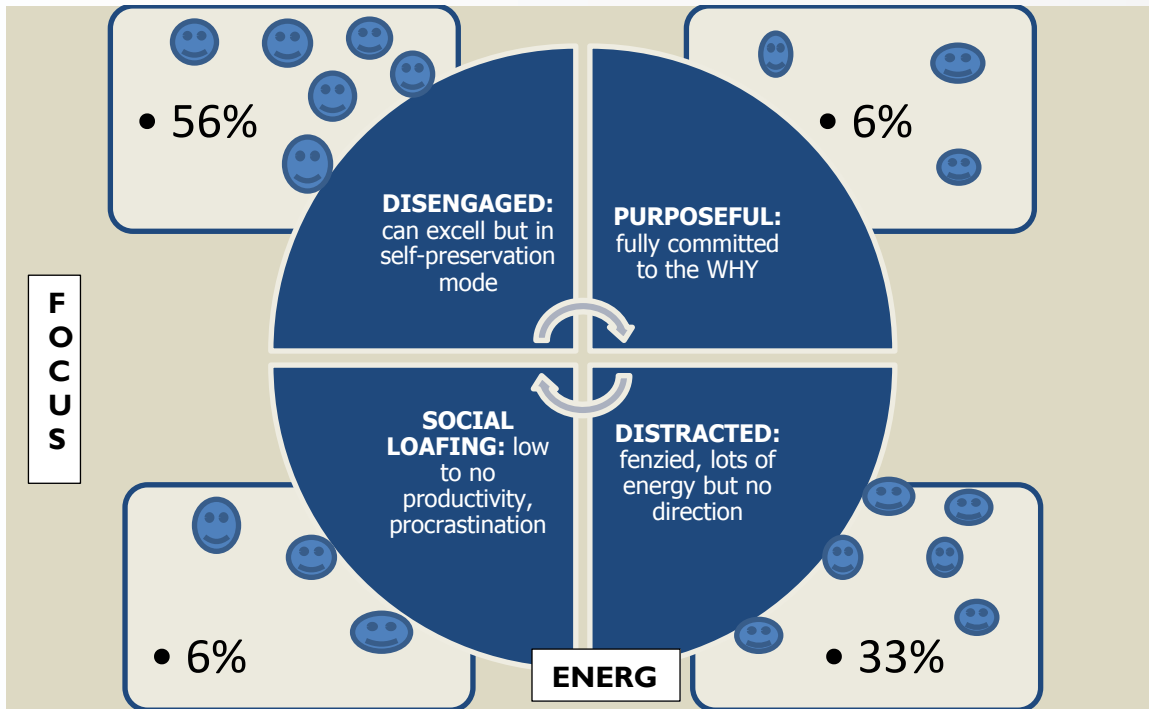 • 56%
• 6%
DISENGAGED:
can excell but in
self-preservation
mode
PURPOSEFUL:
fully committed
to the WHY
F
O
C
U
S
SOCIAL
LOAFING: low
to no
productivity,
procrastination
DISTRACTED:
fenzied, lots of
energy but no
direction
• 6%
ENERG
• 33%